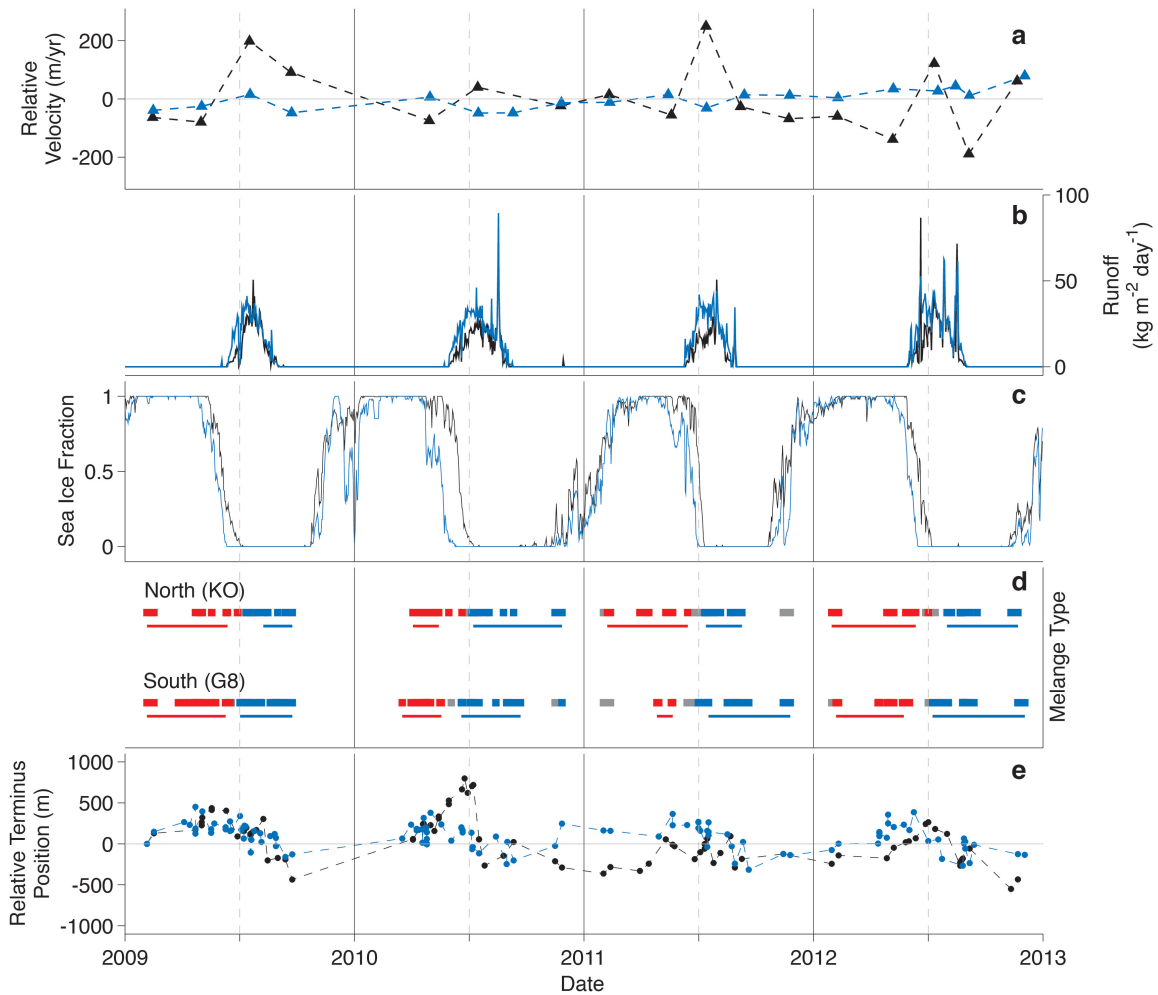 a
200
0
-200
Relative
Velocity (m/yr)
b
100
50
0
Runoff
(kg m-2 day-1)
c
1
0.5
0
Sea Ice Fraction
d
North (KO)
South (G8)
Melange Type
e
1000
500
0
-500
-1000
Relative Terminus
Position (m)
2009 2010 2011 2012 2013
Date